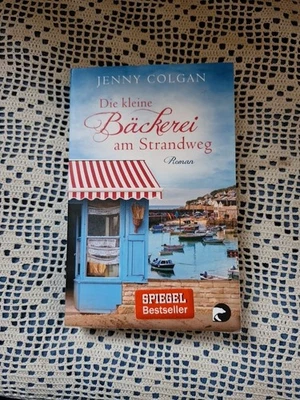 JENNY COLGAN
Die kleine
Bäckerei
am Strandweg
Roman
SPIEGEL
Bestseller